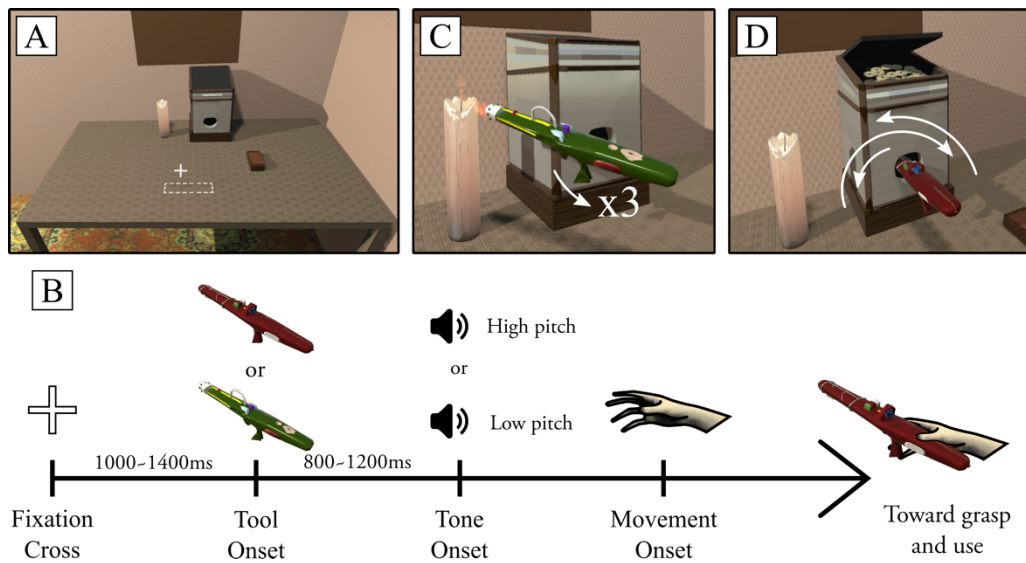 A
C
D
x3
B
High pitch
or
or
Low pitch
1000~1400ms
800~1200ms
Fixation
Cross
Tool
Onset
Tone
Onset
Movement
Onset
Toward grasp
and use